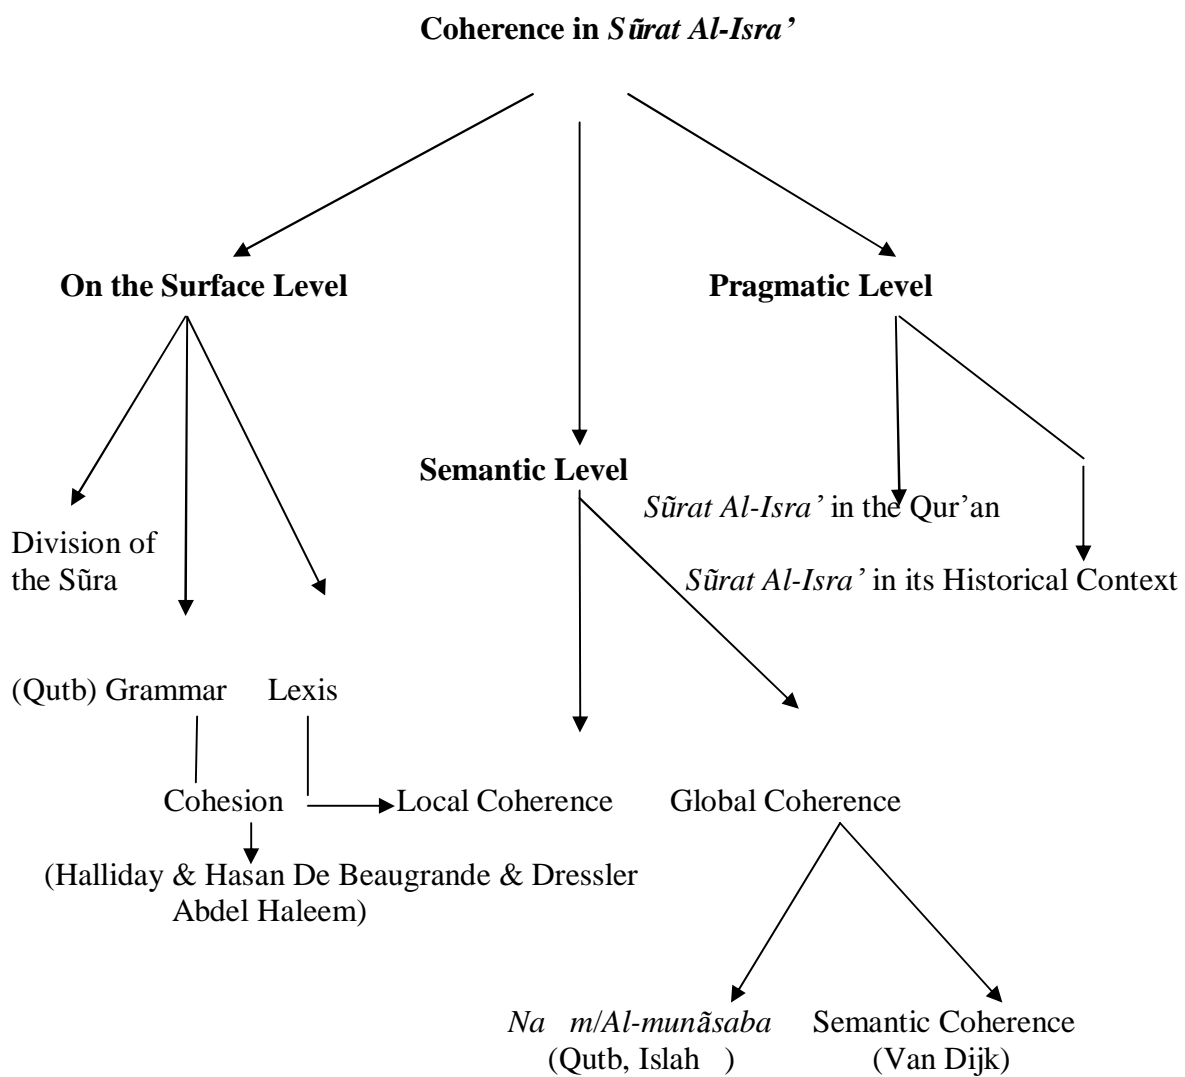 Coherence in Sũrat Al-Isra’
On the Surface Level
Pragmatic Level
Semantic Level
Sũrat Al-Isra’ in the Qur’an
Division of
the Sũra
Sũrat Al-Isra’ in its Historical Context
(Qutb) Grammar Lexis
Cohesion
Local Coherence
Global Coherence
(Halliday & Hasan De Beaugrande & Dressler
Abdel Haleem)
Na m/Al-munãsaba
(Qutb, Islah )
Semantic Coherence
(Van Dijk)